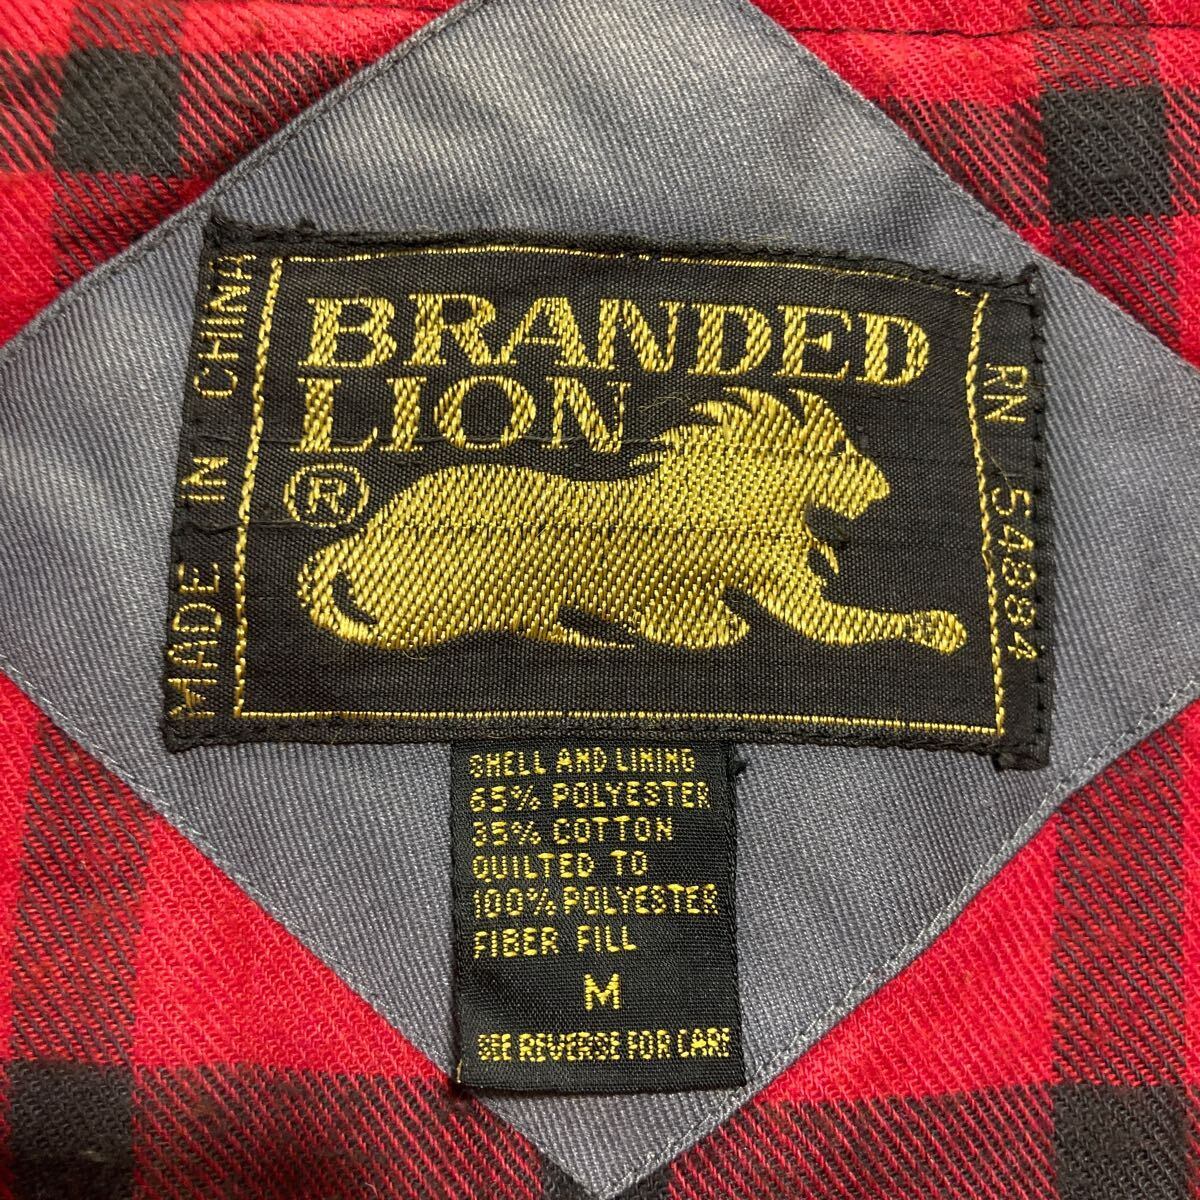 BRANDED
LION
®
MADE IN CHINA
RN 54884
SHELL AND LINING
65% POLYESTER
35% COTTON
QUILTED TO
100% POLYESTER
FIBER FILL
M
SEE REVERSE FOR CARE